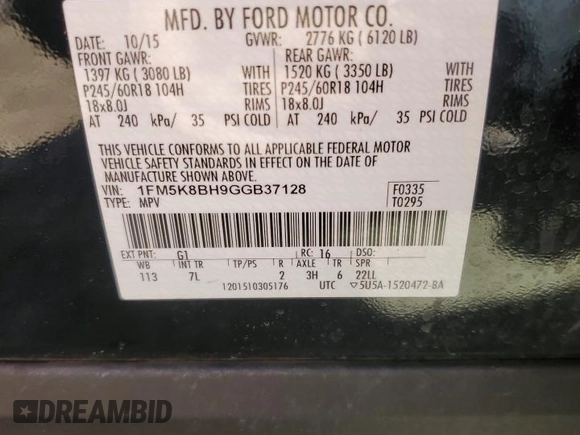 MFD. BY FORD MOTOR CO.
DATE: 10/15 GVWR: 2776 KG ( 6120 LB)
FRONT GAWR: REAR GAWR:
1397 KG ( 3080 LB) WITH 1520 KG ( 3350 LB) WITH
P245/60R18 104H TIRES P245/60R18 104H TIRES
18x8.0J RIMS 18x8.0J RIMS
AT 240 kPa/ 35 PSI COLD AT 240 kPa/ 35 PSI COLD
THIS VEHICLE CONFORMS TO ALL APPLICABLE FEDERAL MOTOR
VEHICLE SAFETY STANDARDS IN EFFECT ON THE DATE OF
MANUFACTURE SHOWN ABOVE.
VIN: 1FM5K8BH9GGB37128 F0335
TYPE: MPV T0295
EXT PNT: G1 RC: 16 DSO:
WB INT TR TP/PS R AXLE TR SPR
113 7L 2 3H 6 22LL
1201510305176 UTC ▽5U5A-1520472-BA
DREAMBID